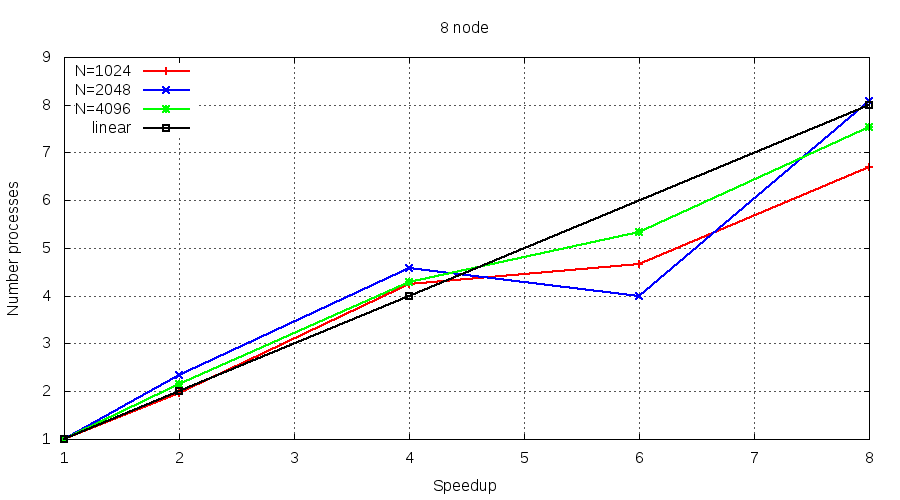 8 node
9
8
7
6
5
4
3
2
1
N=1024
N=2048
N=4096
linear
Number processes
1 2 3 4 5 6 7 8
Speedup